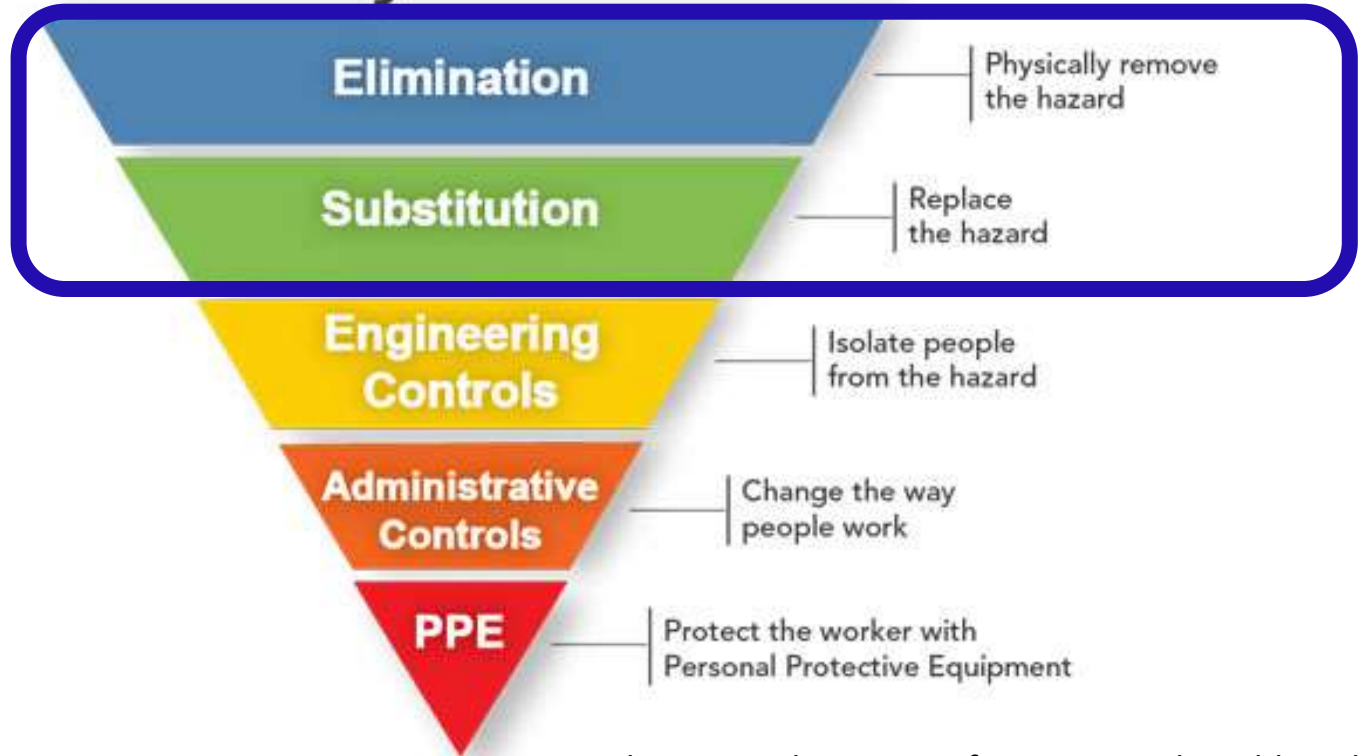 Elimination
Physically remove
the hazard
Substitution
Replace
the hazard
Engineering
Controls
Isolate people
from the hazard
Administrative
Controls
Change the way
people work
PPE
Protect the worker with
Personal Protective Equipment